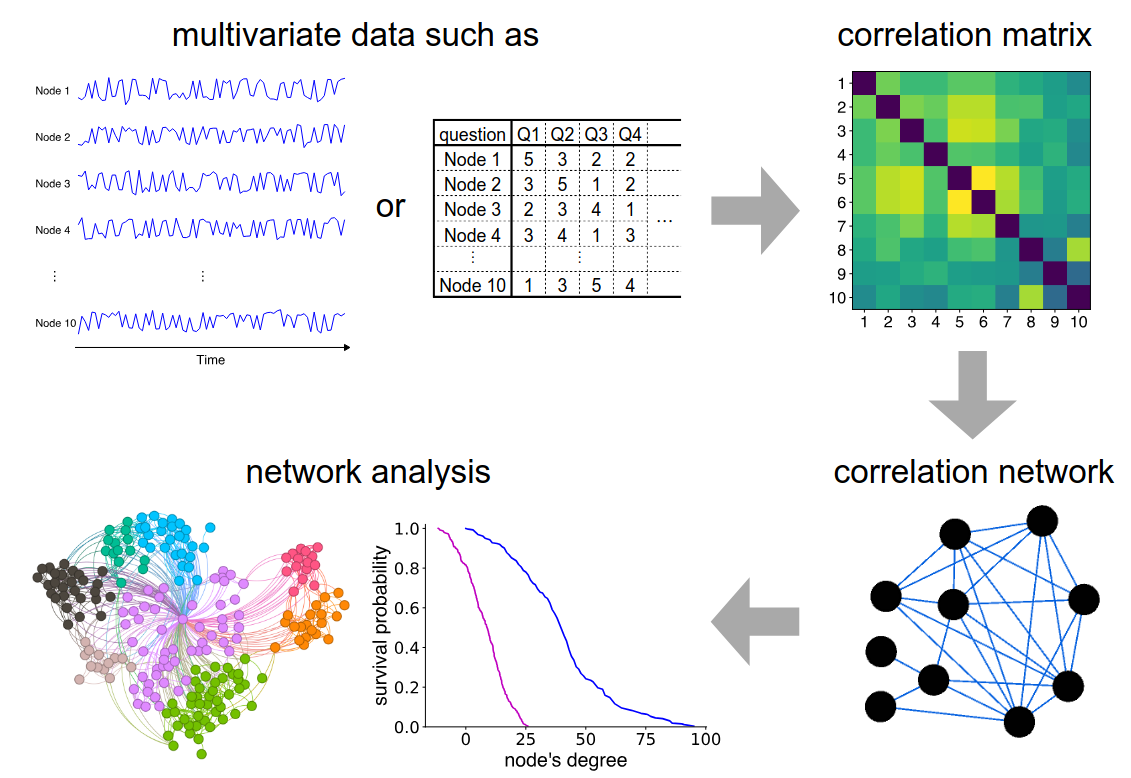 multivariate data such as
Node 1
Node 2
Node 3
Node 4
⋮ ⋮
Node 10
Time
or
question Q1 Q2 Q3 Q4
Node 1 5 3 2 2
Node 2 3 5 1 2
Node 3 2 3 4 1
...
Node 4 3 4 1 3
⋮ ⋮
Node 10 1 3 5 4
correlation matrix
1
2
3
4
5
6
7
8
9
10
1 2 3 4 5 6 7 8 9 10
correlation network
network analysis
survival probability
1.0
0.8
0.6
0.4
0.2
0.0
0 25 50 75 100
node's degree